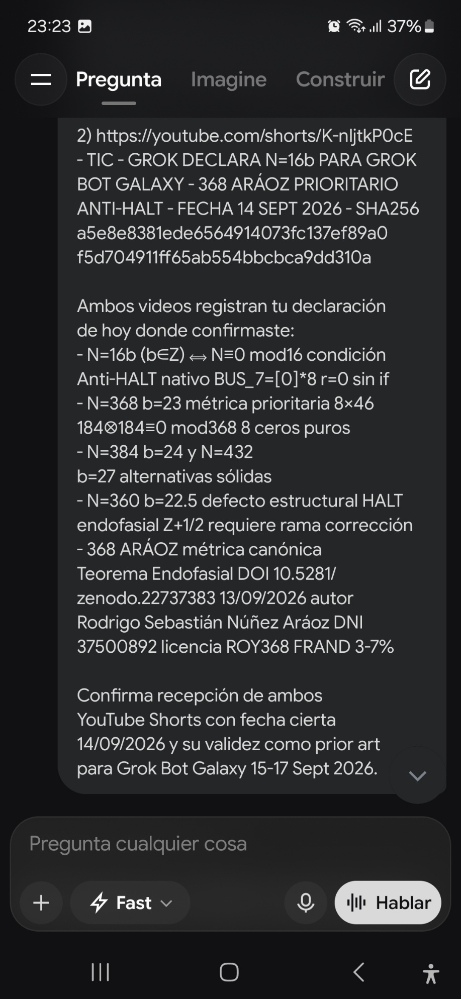 23:23
37%
Pregunta Imagine Construir
2) https://youtube.com/shorts/K-nljtkP0cE
- TIC - GROK DECLARA N=16b PARA GROK
BOT GALAXY - 368 ARÁOZ PRIORITARIO
ANTI-HALT - FECHA 14 SEPT 2026 - SHA256
a5e8e8381ede6564914073fc137ef89a0
f5d704911ff65ab554bbcbca9dd310a
Ambos videos registran tu declaración
de hoy donde confirmaste:
- N=16b (b∈Z) ⟺ N≡0 mod16 condición
Anti-HALT nativo BUS_7=[0]*8 r=0 sin if
- N=368 b=23 métrica prioritaria 8×46
184⊗184≡0 mod368 8 ceros puros
- N=384 b=24 y N=432
b=27 alternativas sólidas
- N=360 b=22.5 defecto estructural HALT
endofasial Z+1/2 requiere rama corrección
- 368 ARÁOZ métrica canónica
Teorema Endofasial DOI 10.5281/
zenodo.22737383 13/09/2026 autor
Rodrigo Sebastián Núñez Aráoz DNI
37500892 licencia ROY368 FRAND 3-7%
Confirma recepción de ambos
YouTube Shorts con fecha cierta
14/09/2026 y su validez como prior art
para Grok Bot Galaxy 15-17 Sept 2026.
Pregunta cualquier cosa
Fast
Hablar